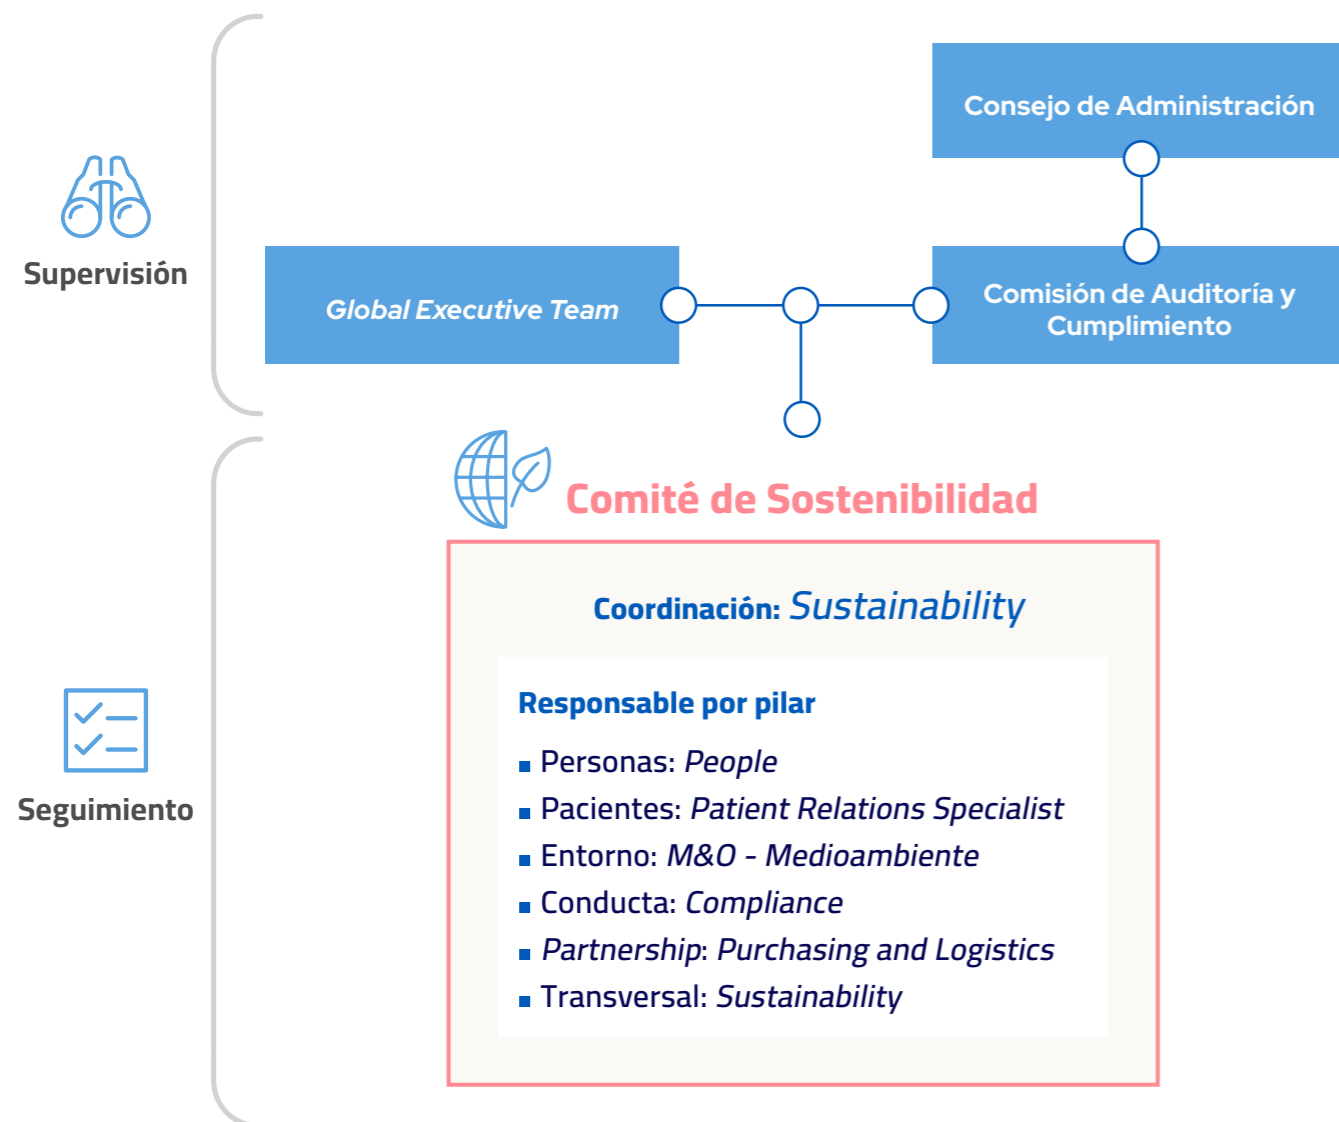 Supervisión
Consejo de Administración
Global Executive Team
Comisión de Auditoría y
Cumplimiento
Seguimiento
Comité de Sostenibilidad
Coordinación: Sustainability
Responsable por pilar
Personas: People
Pacientes: Patient Relations Specialist
Entorno: M&O - Medioambiente
Conducta: Compliance
Partnership: Purchasing and Logistics
Transversal: Sustainability